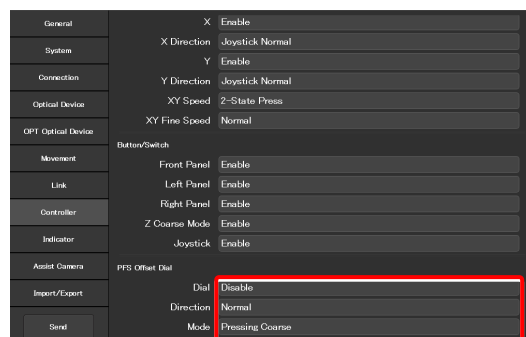 General
System
Connection
Optical Device
OPT Optical Device
Movement
Link
Controller
Indicator
Assist Camera
Import/Export
Send
X Enable
X Direction Joystick Normal
Y Enable
Y Direction Joystick Normal
XY Speed 2-State Press
XY Fine Speed Normal
Button/Switch
Front Panel Enable
Left Panel Enable
Right Panel Enable
Z Coarse Mode Enable
Joystick Enable
PFS Offset Dial
Dial Disable
Direction Normal
Mode Pressing Coarse